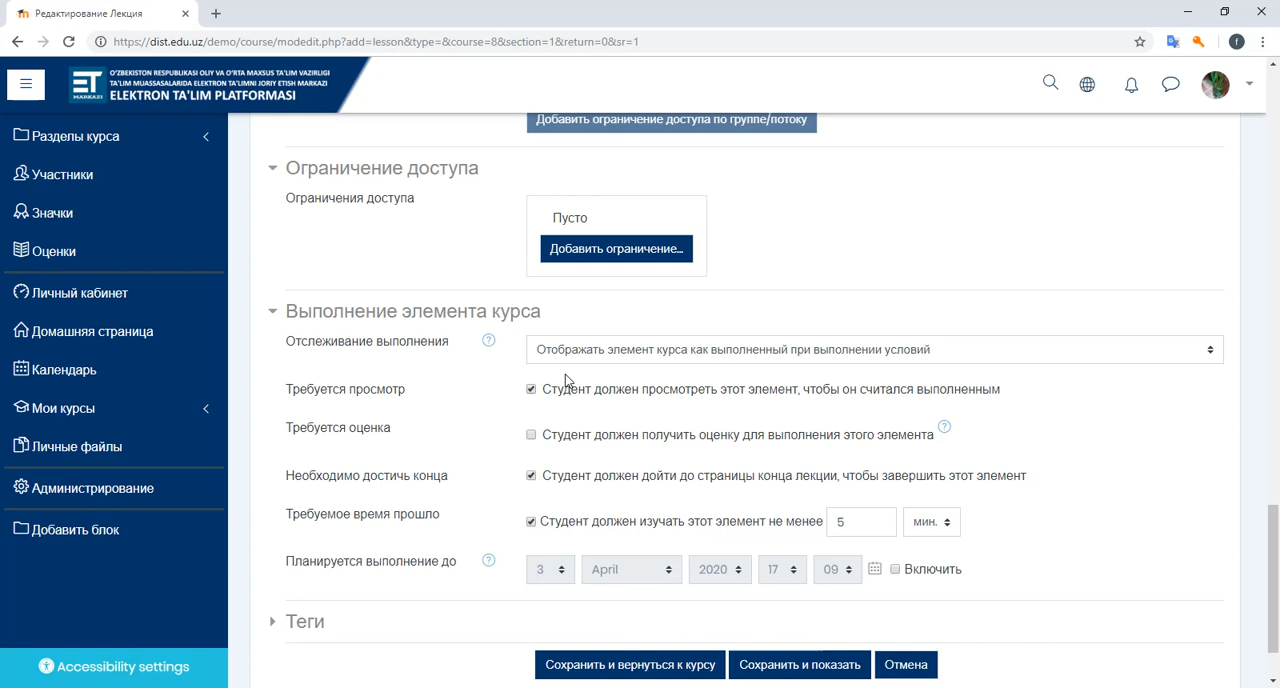 Редактирование Лекция
https://dist.edu.uz/demo/course/modedit.php?add=lesson&type=&course=8&section=1&return=0&sr=1
f
ET
MARKAZI
O'ZBEKISTON RESPUBLIKASI OLIY VA O'RTA MAXSUS TA'LIM VAZIRLIGI
TA'LIM MUASSASALARIDA ELEKTRON TA'LIMNI JORIY ETISH MARKAZI
ELEKTRON TA'LIM PLATFORMASI
Разделы курса
Участники
Значки
Оценки
Личный кабинет
Домашняя страница
Календарь
Мои курсы
Личные файлы
Администрирование
Добавить блок
Accessibility settings
Добавить ограничение доступа по группе/потоку
Ограничение доступа
Ограничения доступа
Пусто
Добавить ограничение...
Выполнение элемента курса
Отслеживание выполнения
Отображать элемент курса как выполненный при выполнении условий
Требуется просмотр
Студент должен просмотреть этот элемент, чтобы он считался выполненным
Требуется оценка
Студент должен получить оценку для выполнения этого элемента
Необходимо достичь конца
Студент должен дойти до страницы конца лекции, чтобы завершить этот элемент
Требуемое время прошло
Студент должен изучать этот элемент не менее 5 мин.
Планируется выполнение до
3 April 2020 17 09 Включить
Теги
Сохранить и вернуться к курсу Сохранить и показать Отмена